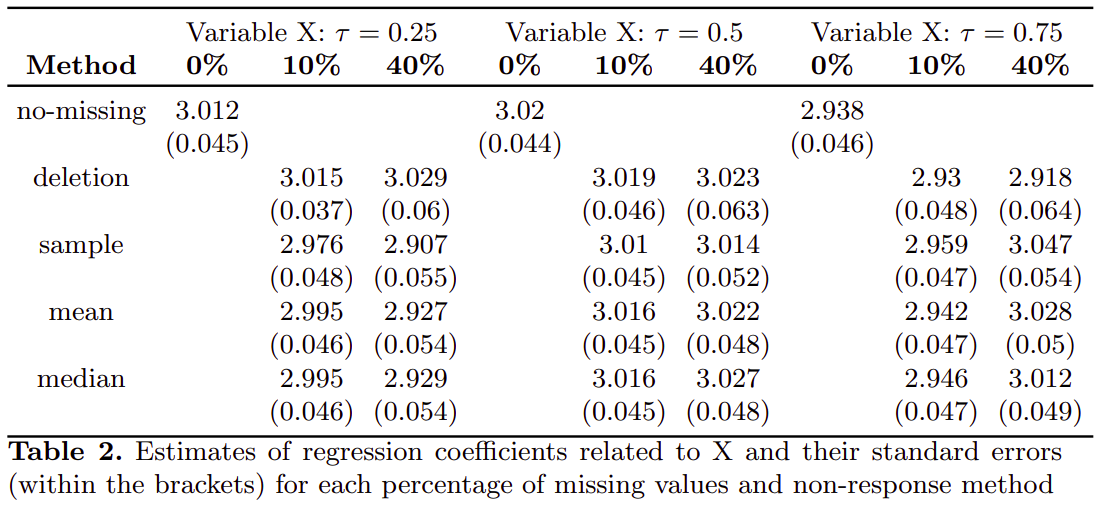 Variable X: τ = 0.25 Variable X: τ = 0.5 Variable X: τ = 0.75
Method 0% 10% 40% 0% 10% 40% 0% 10% 40%
no-missing 3.012 3.02 2.938
(0.045) (0.044) (0.046)
deletion 3.015 3.029 3.019 3.023 2.93 2.918
(0.037) (0.06) (0.046) (0.063) (0.048) (0.064)
sample 2.976 2.907 3.01 3.014 2.959 3.047
(0.048) (0.055) (0.045) (0.052) (0.047) (0.054)
mean 2.995 2.927 3.016 3.022 2.942 3.028
(0.046) (0.054) (0.045) (0.048) (0.047) (0.05)
median 2.995 2.929 3.016 3.027 2.946 3.012
(0.046) (0.054) (0.045) (0.048) (0.047) (0.049)
Table 2. Estimates of regression coefficients related to X and their standard errors
(within the brackets) for each percentage of missing values and non-response method